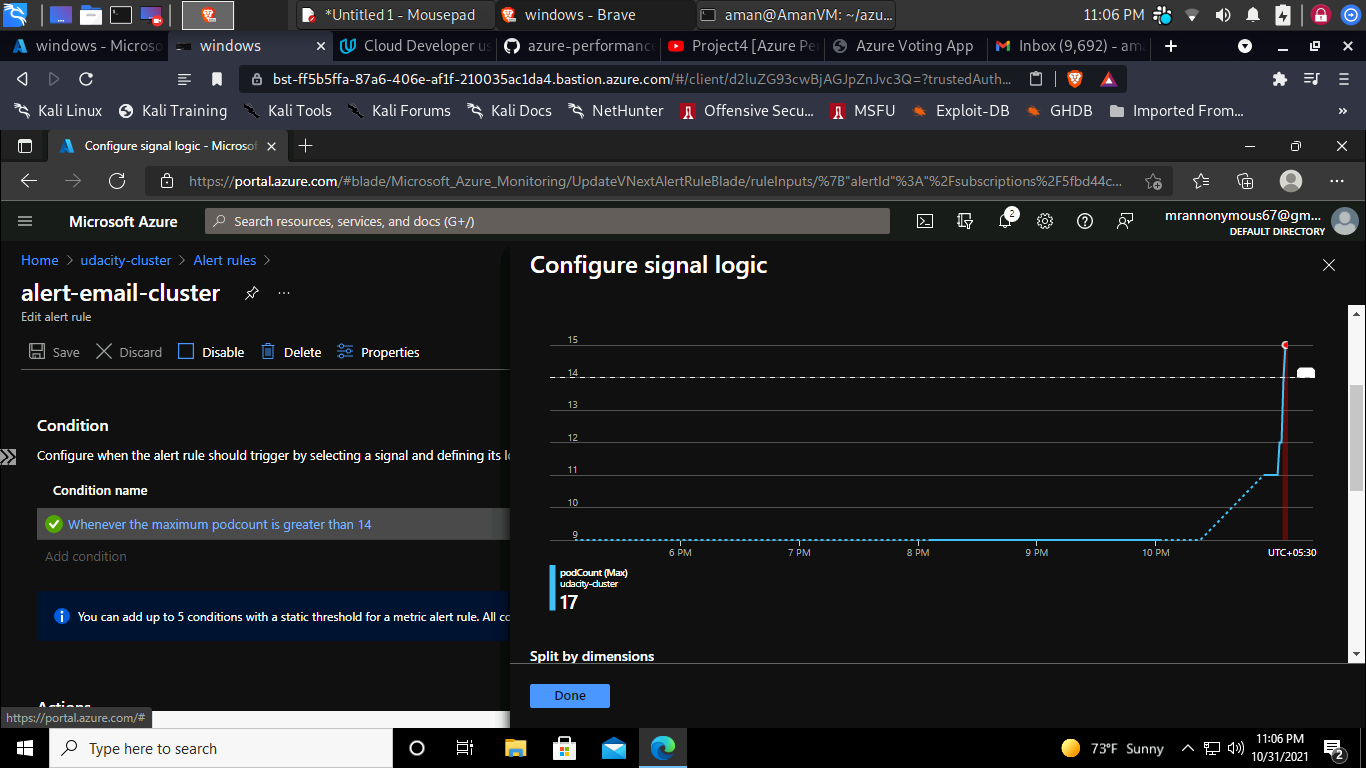 *Untitled 1 - Mousepad
windows - Brave
aman@AmanVM: ~/azu...
11:06 PM
windows - Microso
windows
Cloud Developer us
azure-performanc
Project4 [Azure Pe
Azure Voting App
Inbox (9,692) - am
bst-ff5b5ffa-87a6-406e-af1f-210035ac1da4.bastion.azure.com/#/client/d2luZG93cwBjAGJpZnJvc3Q=?trustedAuth...
Kali Linux
Kali Training
Kali Tools
Kali Forums
Kali Docs
NetHunter
Offensive Secu...
MSFU
Exploit-DB
GHDB
Imported From...
Configure signal logic - Microsof
https://portal.azure.com/#blade/Microsoft_Azure_Monitoring/UpdateVNextAlertRuleBlade/ruleInputs/%7B"alertId"%3A"%2Fsubscriptions%2F5fbd44c...
Microsoft Azure
Search resources, services, and docs (G+/)
2
mrannonymous67@gm...
DEFAULT DIRECTORY
Home > udacity-cluster > Alert rules >
alert-email-cluster
Edit alert rule
Save
Discard
Disable
Delete
Properties
Condition
Configure when the alert rule should trigger by selecting a signal and defining its lo
Condition name
Whenever the maximum podcount is greater than 14
Add condition
You can add up to 5 conditions with a static threshold for a metric alert rule. All co
Actions
https://portal.azure.com/#
Configure signal logic
15
14
13
12
11
10
9
6 PM
7 PM
8 PM
9 PM
10 PM
UTC+05:30
podCount (Max)
udacity-cluster
17
Split by dimensions
Done
Type here to search
73°F Sunny
11:06 PM
10/31/2021
2